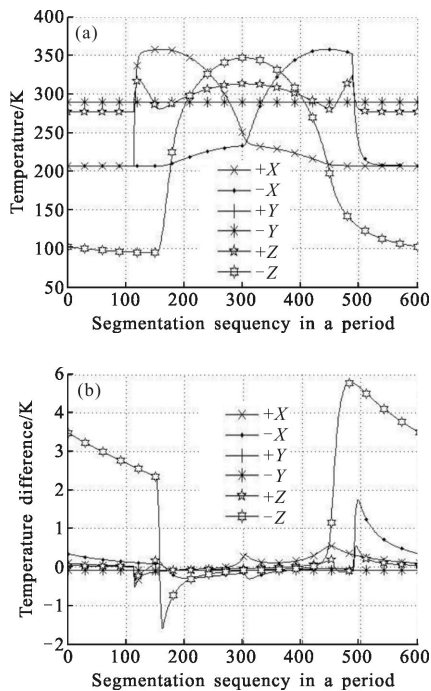 (a)
400
350
300
250
200
150
100
50
Temperature/K
+X
-X
+Y
-Y
+Z
-Z
0 100 200 300 400 500 600
Segmentation sequency in a period
(b)
6
5
4
3
2
1
0
-1
-2
Temperature difference/K
+X
-X
+Y
-Y
+Z
-Z
0 100 200 300 400 500 600
Segmentation sequency in a period